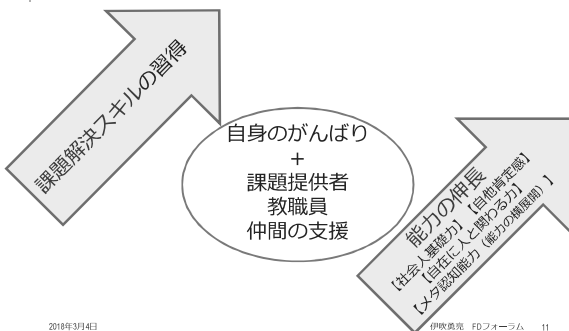 課題解決スキルの習得
自身のがんばり
+
課題提供者
教職員
仲間の支援
能力の伸長
【社会人基礎力】【自他肯定感】
【自在に人と関わる力】
【メタ認知能力（能力の横展開）】
2018年3月4日
伊吹勇亮 FDフォーラム 11